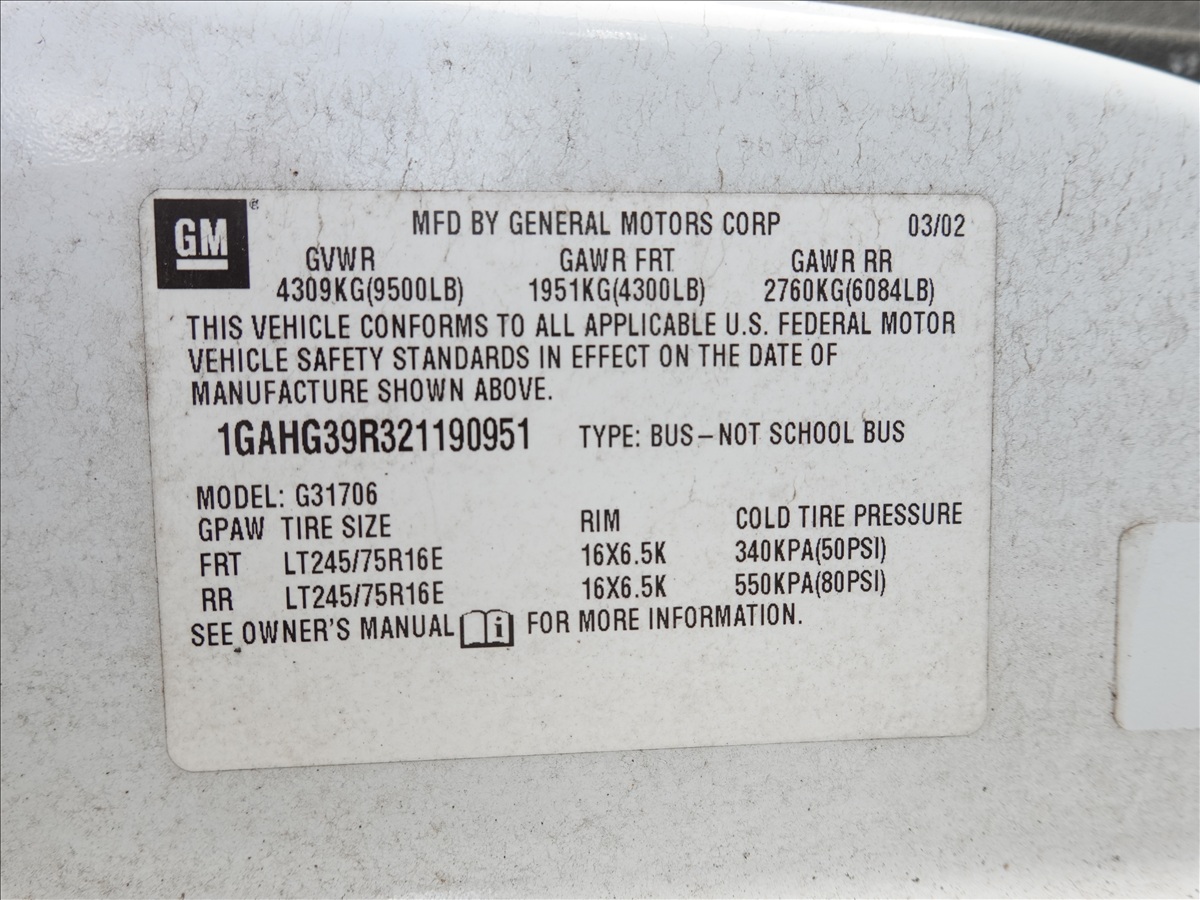 GM®
MFD BY GENERAL MOTORS CORP 03/02
GVWR GAWR FRT GAWR RR
4309KG(9500LB) 1951KG(4300LB) 2760KG(6084LB)
THIS VEHICLE CONFORMS TO ALL APPLICABLE U.S. FEDERAL MOTOR
VEHICLE SAFETY STANDARDS IN EFFECT ON THE DATE OF
MANUFACTURE SHOWN ABOVE.
1GAHG39R321190951 TYPE: BUS–NOT SCHOOL BUS
MODEL: G31706
GPAW TIRE SIZE RIM COLD TIRE PRESSURE
FRT LT245/75R16E 16X6.5K 340KPA(50PSI)
RR LT245/75R16E 16X6.5K 550KPA(80PSI)
SEE OWNER'S MANUAL i FOR MORE INFORMATION.